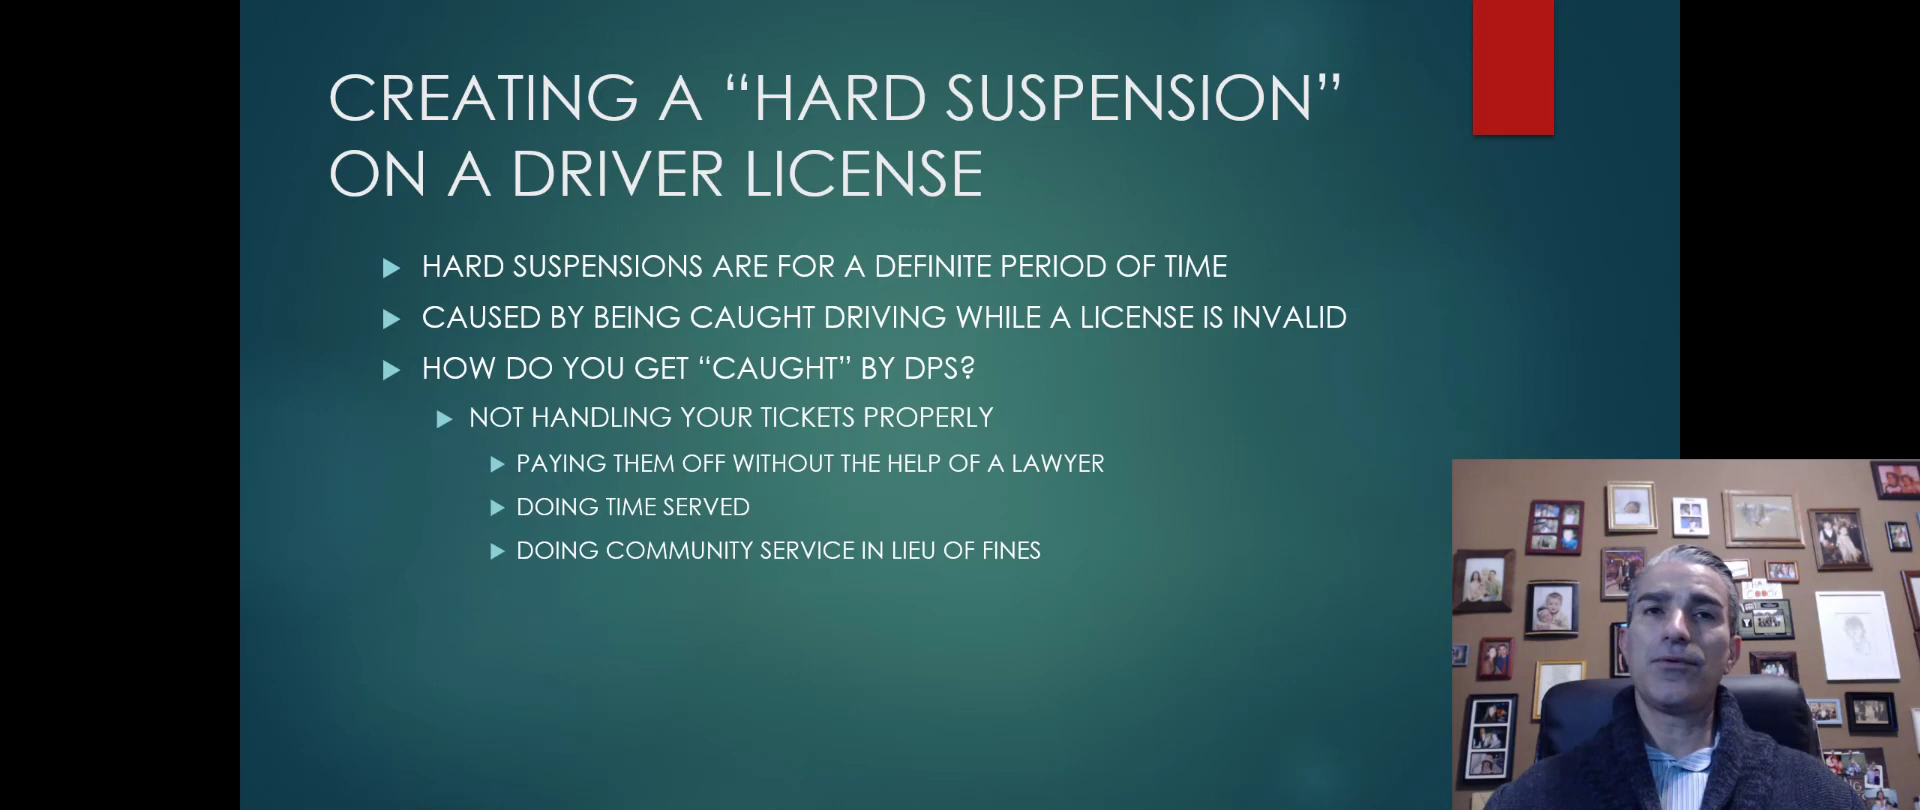 CREATING A “HARD SUSPENSION”
ON A DRIVER LICENSE
HARD SUSPENSIONS ARE FOR A DEFINITE PERIOD OF TIME
CAUSED BY BEING CAUGHT DRIVING WHILE A LICENSE IS INVALID
HOW DO YOU GET “CAUGHT” BY DPS?
NOT HANDLING YOUR TICKETS PROPERLY
PAYING THEM OFF WITHOUT THE HELP OF A LAWYER
DOING TIME SERVED
DOING COMMUNITY SERVICE IN LIEU OF FINES